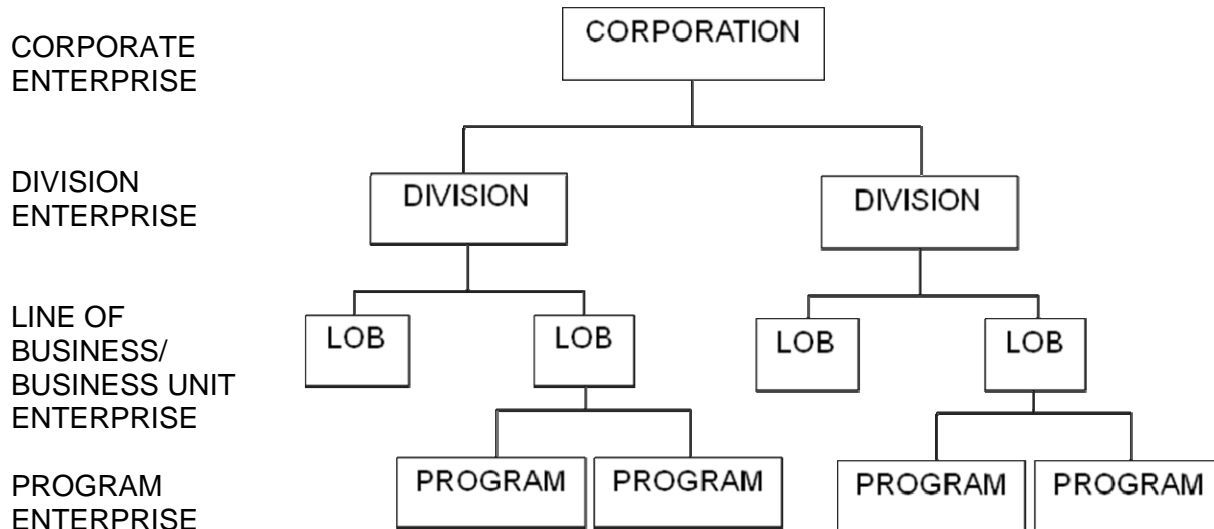 CORPORATE
ENTERPRISE
CORPORATION
DIVISION
ENTERPRISE
DIVISION
DIVISION
LINE OF
BUSINESS/
BUSINESS UNIT
ENTERPRISE
LOB
LOB
LOB
LOB
PROGRAM
ENTERPRISE
PROGRAM
PROGRAM
PROGRAM
PROGRAM